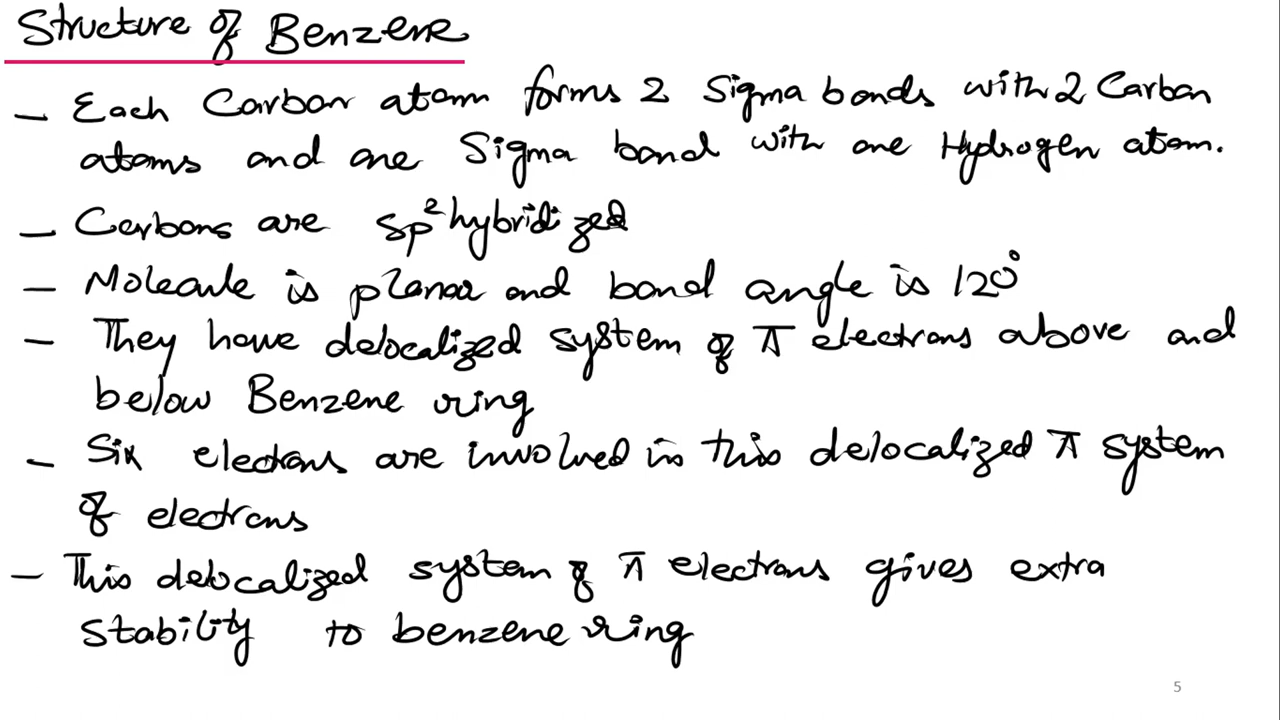 Structure of Benzene
- Each Carbon atom forms 2 Sigma bonds with 2 Carbon
atoms and one Sigma bond with one Hydrogen atom.
- Carbons are sp² hybridized
- Molecule is planar and bond angle is 120°
- They have delocalized system of π electrons above and
below Benzene ring
- Six electrons are involved in this delocalized π system
of electrons
- This delocalized system of π electrons gives extra
stability to benzene ring
5